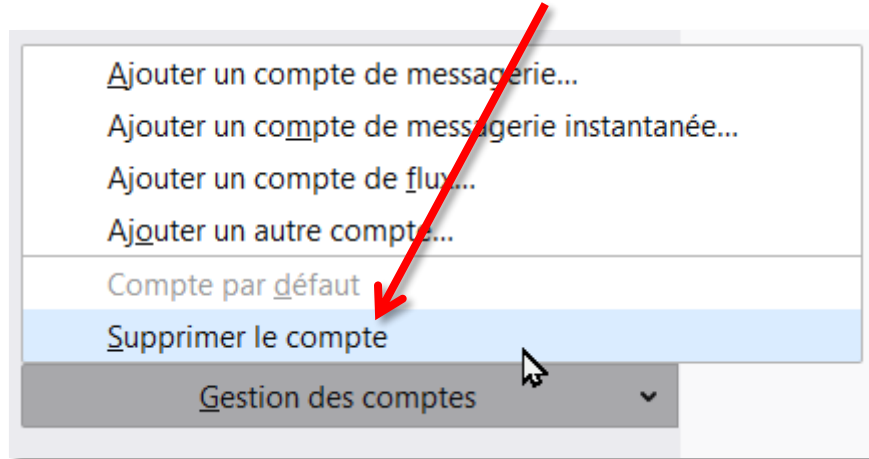 Ajouter un compte de messagerie...
Ajouter un compte de messagerie instantanée...
Ajouter un compte de flux...
Ajouter un autre compte...
Compte par défaut
Supprimer le compte
Gestion des comptes